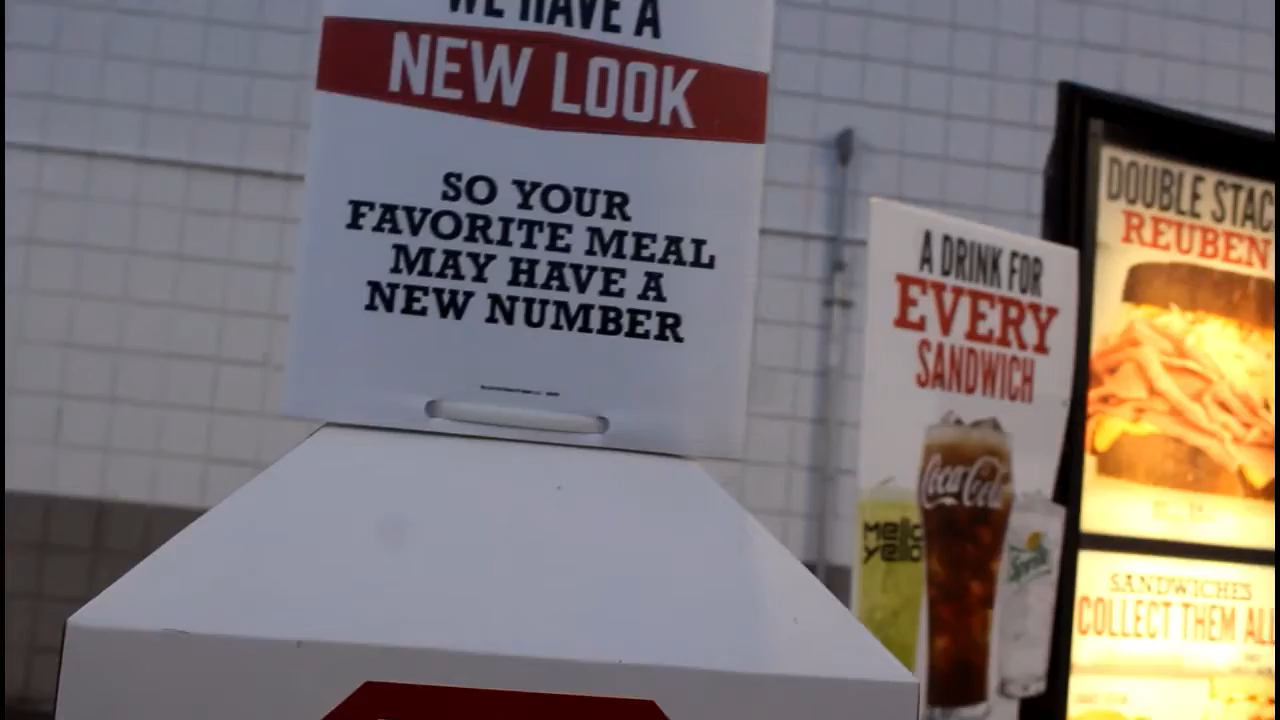 WE HAVE A
NEW LOOK
SO YOUR
FAVORITE MEAL
MAY HAVE A
NEW NUMBER
A DRINK FOR
EVERY
SANDWICH
Coca-Cola
Mello
yello
Sprite
DOUBLE STAC
REUBEN
SANDWICHES
COLLECT THEM ALL